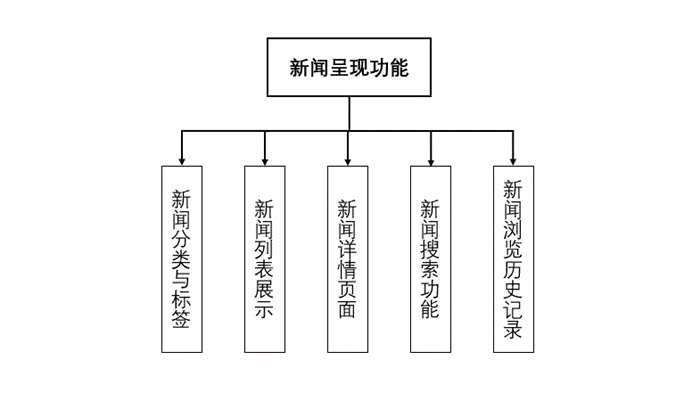 新闻呈现功能
新闻分类与标签
新闻列表展示
新闻详情页面
新闻搜索功能
新闻浏览历史记录